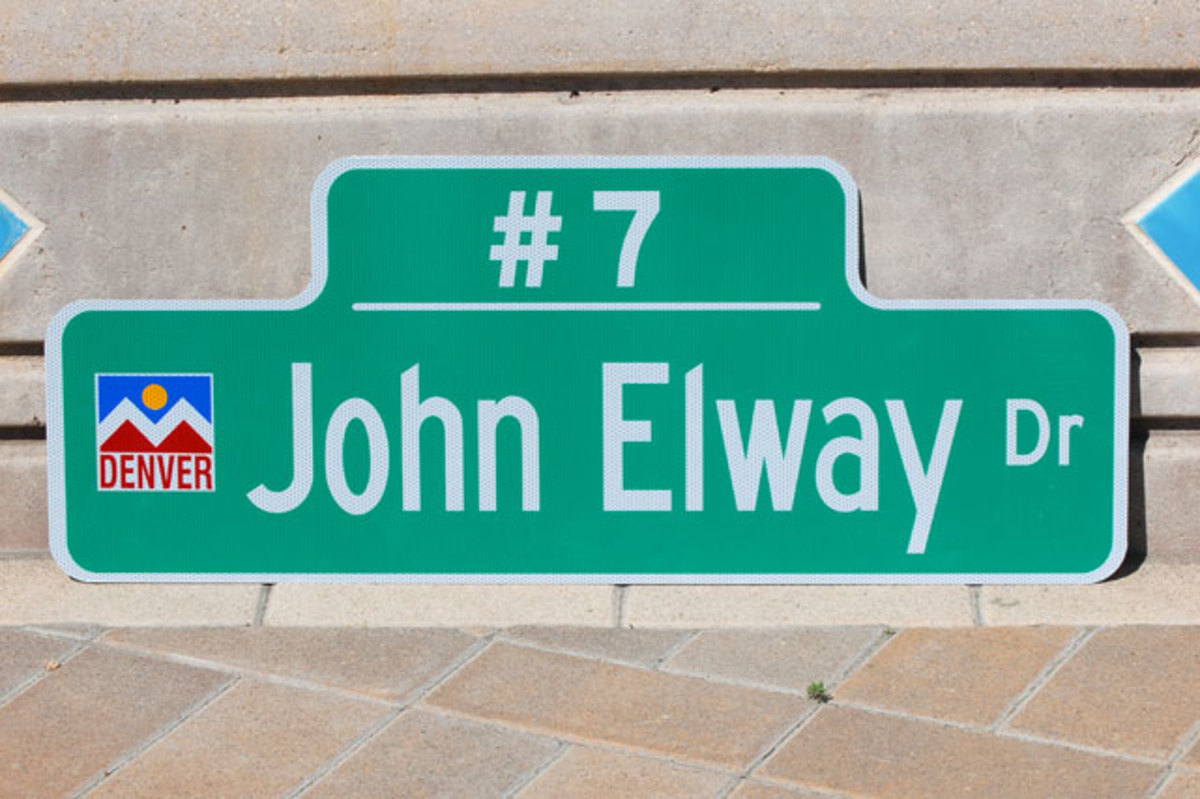 # 7
John Elway Dr
DENVER